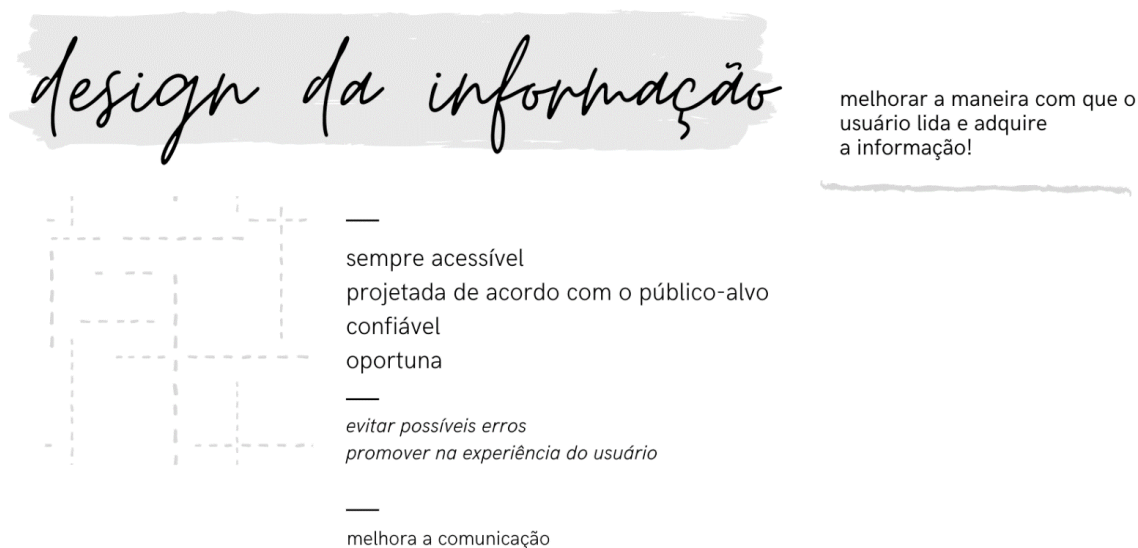 design da informação
melhorar a maneira com que o
usuário lida e adquire
a informação!
sempre acessível
projetada de acordo com o público-alvo
confiável
oportuna
evitar possíveis erros
promover na experiência do usuário
melhora a comunicação